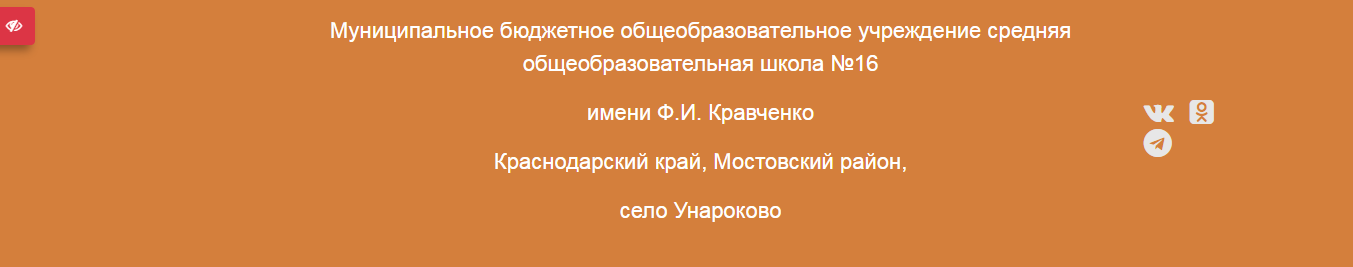 Муниципальное бюджетное общеобразовательное учреждение средняя
общеобразовательная школа №16
имени Ф.И. Кравченко
Краснодарский край, Мостовский район,
село Унароково